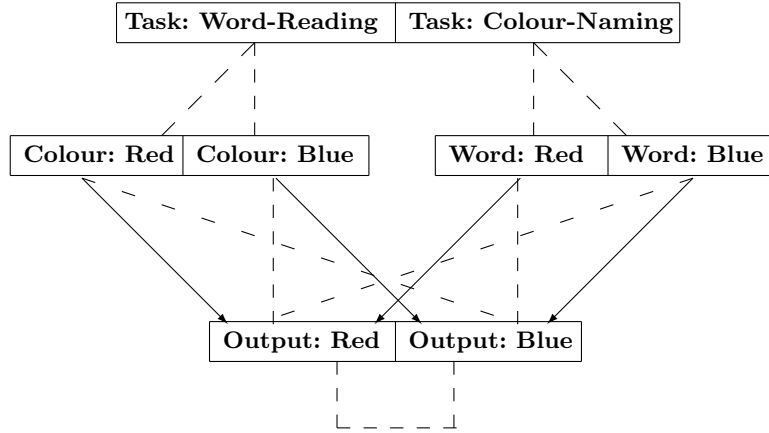 Task: Word-Reading Task: Colour-Naming
Colour: Red Colour: Blue Word: Red Word: Blue
Output: Red Output: Blue